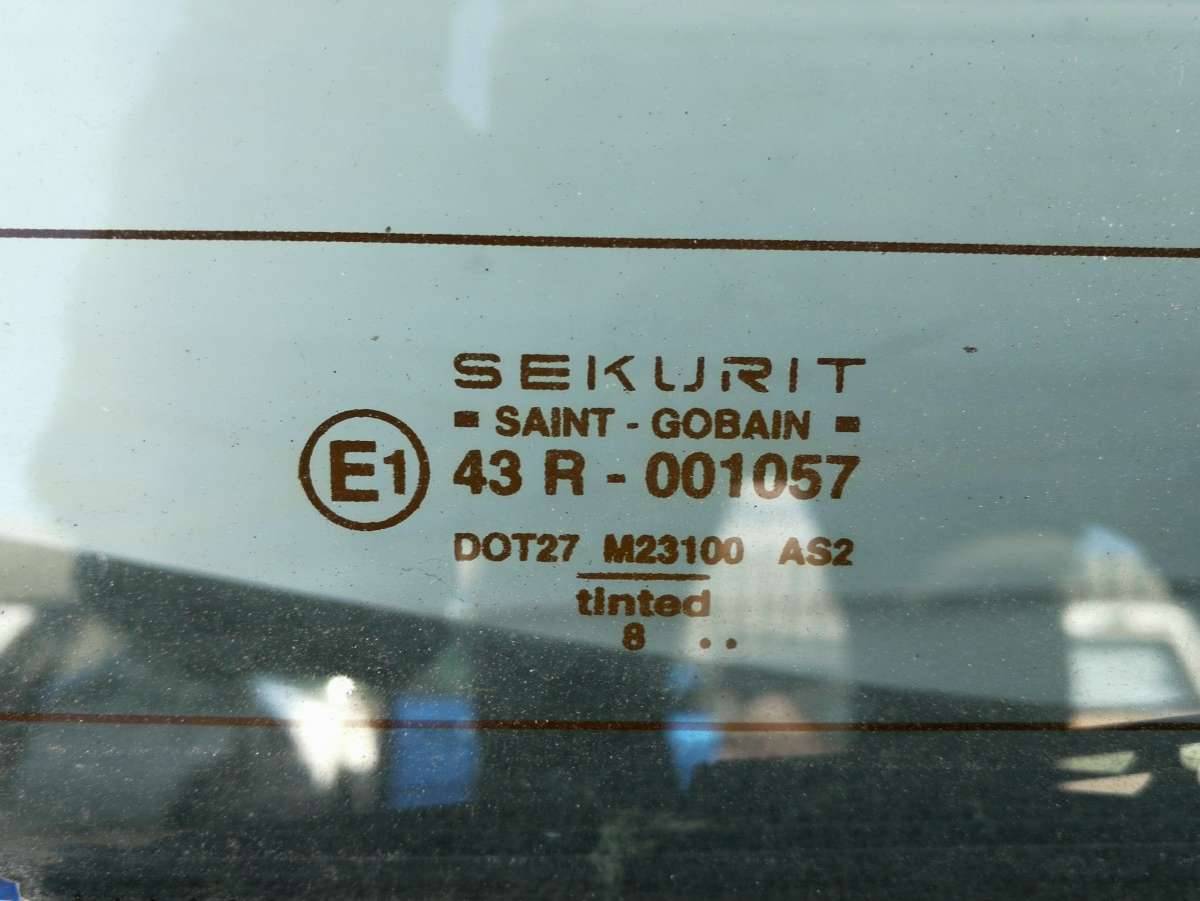 SEKURIT
SAINT - GOBAIN
E1
43 R - 001057
DOT27 M23100 AS2
tinted
8 ..